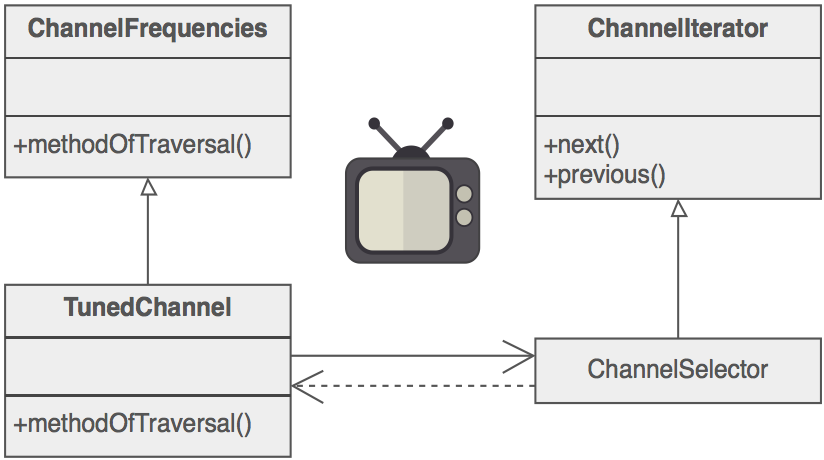 ChannelFrequencies
+methodOfTraversal()
ChannelIterator
+next()
+previous()
TunedChannel
+methodOfTraversal()
ChannelSelector